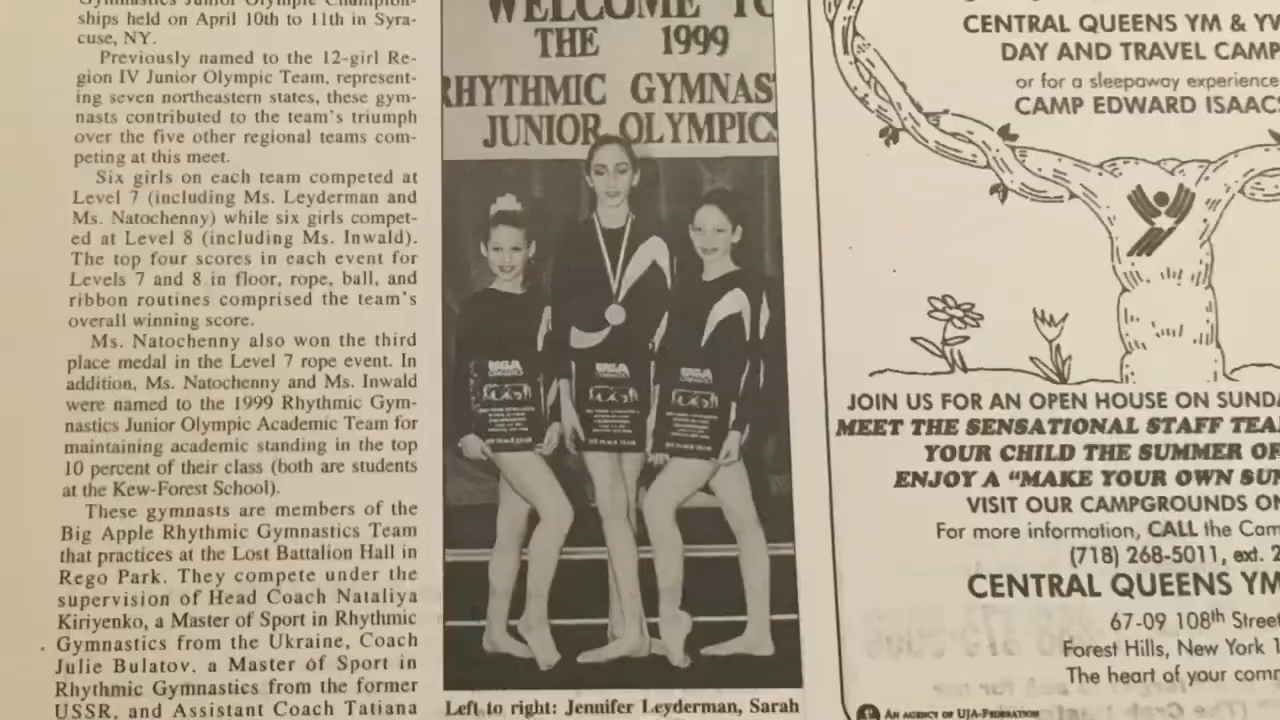 Gymnastics Junior Olympic Champion-
ships held on April 10th to 11th in Syra-
cuse, NY.
Previously named to the 12-girl Re-
gion IV Junior Olympic Team, represent-
ing seven northeastern states, these gym-
nasts contributed to the team's triumph
over the five other regional teams com-
peting at this meet.
Six girls on each team competed at
Level 7 (including Ms. Leyderman and
Ms. Natochenny) while six girls compet-
ed at Level 8 (including Ms. Inwald).
The top four scores in each event for
Levels 7 and 8 in floor, rope, ball, and
ribbon routines comprised the team's
overall winning score.
Ms. Natochenny also won the third
place medal in the Level 7 rope event. In
addition, Ms. Natochenny and Ms. Inwald
were named to the 1999 Rhythmic Gym-
nastics Junior Olympic Academic Team for
maintaining academic standing in the top
10 percent of their class (both are students
at the Kew-Forest School).
These gymnasts are members of the
Big Apple Rhythmic Gymnastics Team
that practices at the Lost Battalion Hall in
Rego Park. They compete under the
supervision of Head Coach Nataliya
Kiriyenko, a Master of Sport in Rhythmic
Gymnastics from the Ukraine, Coach
Julie Bulatov, a Master of Sport in
Rhythmic Gymnastics from the former
USSR, and Assistant Coach Tatiana
WELCOME TO
THE 1999
RHYTHMIC GYMNAS
JUNIOR OLYMPICS
Left to right: Jennifer Leyderman, Sarah
CENTRAL QUEENS YM & YW
DAY AND TRAVEL CAMP
or for a sleepaway experience
CAMP EDWARD ISAACS
JOIN US FOR AN OPEN HOUSE ON SUNDA
MEET THE SENSATIONAL STAFF TEA
YOUR CHILD THE SUMMER OF
ENJOY A "MAKE YOUR OWN SUN
VISIT OUR CAMPGROUNDS ON
For more information, CALL the Cam
(718) 268-5011, ext. 2
CENTRAL QUEENS YM
67-09 108th Street
Forest Hills, New York 1
The heart of your comm
AN AGENCY OF UJA-FEDERATION